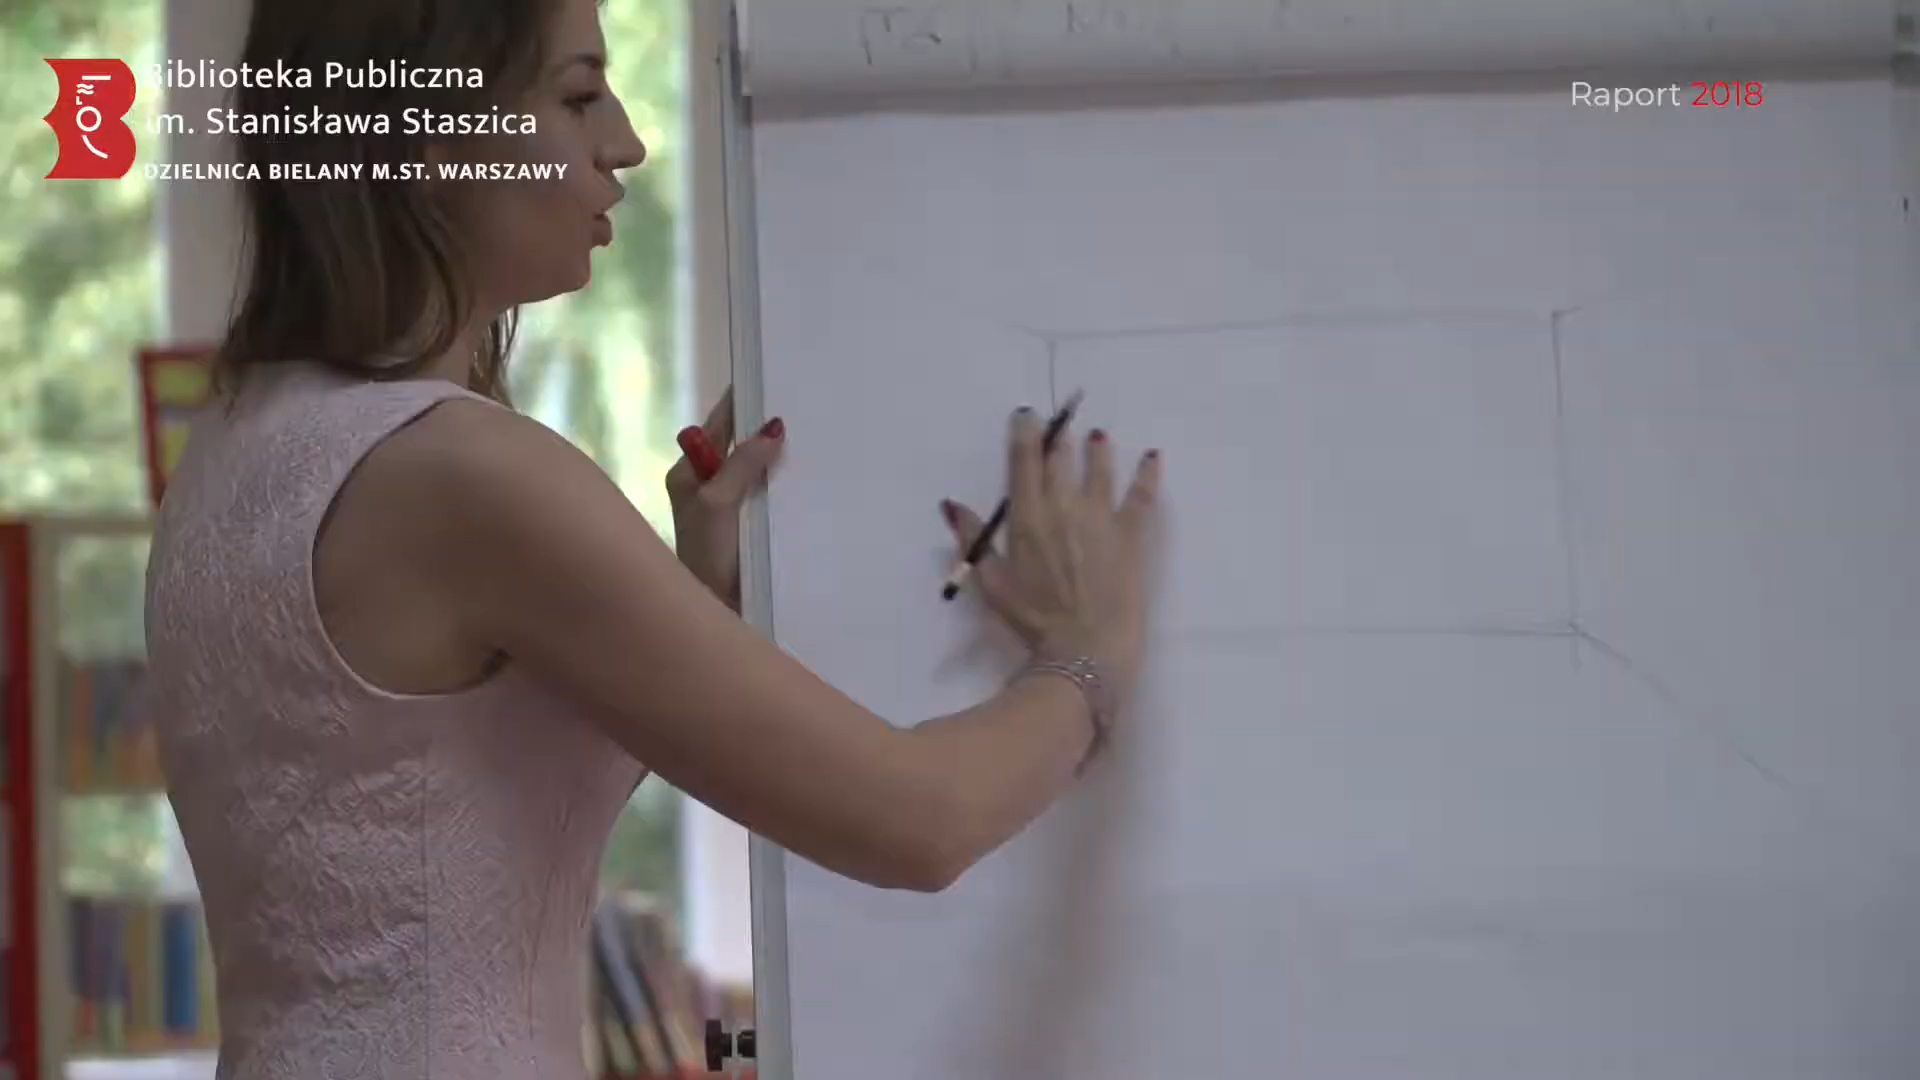 Biblioteka Publiczna
im. Stanisława Staszica
DZIELNICA BIELANY M.ST. WARSZAWY
Raport 2018